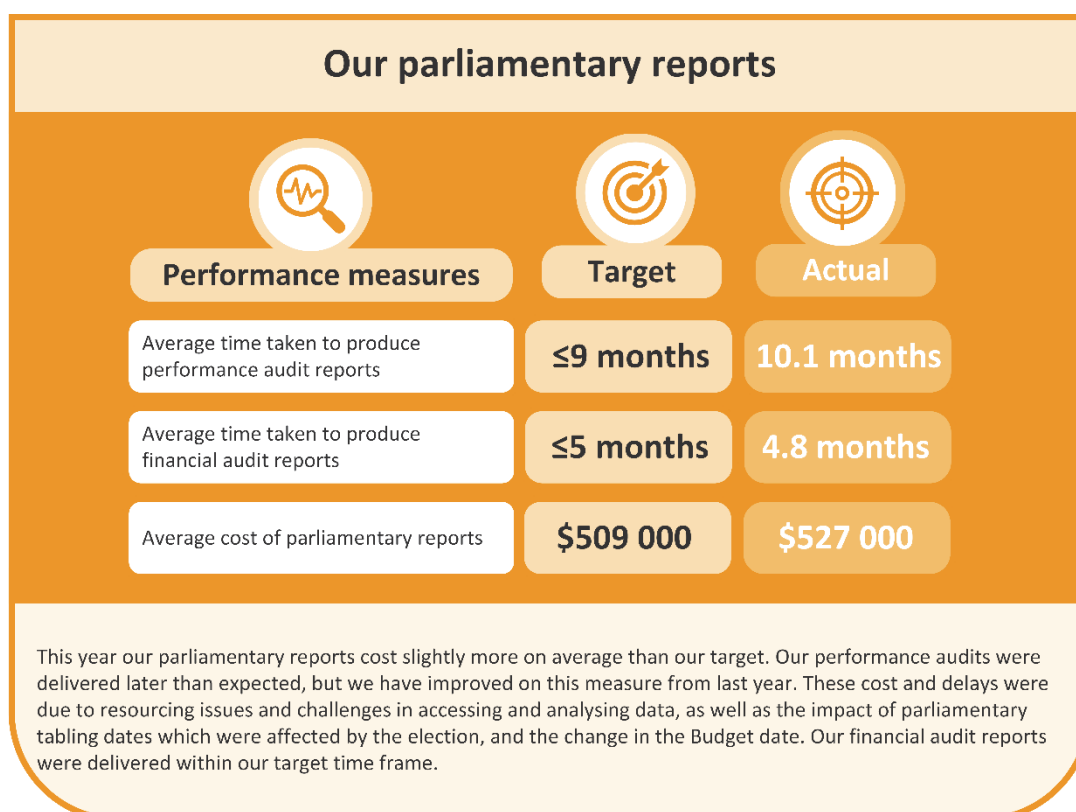 Our parliamentary reports
Performance measures
Target
Actual
Average time taken to produce
performance audit reports
≤9 months
10.1 months
Average time taken to produce
financial audit reports
≤5 months
4.8 months
Average cost of parliamentary reports
$509 000
$527 000
This year our parliamentary reports cost slightly more on average than our target. Our performance audits were
delivered later than expected, but we have improved on this measure from last year. These cost and delays were
due to resourcing issues and challenges in accessing and analysing data, as well as the impact of parliamentary
tabling dates which were affected by the election, and the change in the Budget date. Our financial audit reports
were delivered within our target time frame.